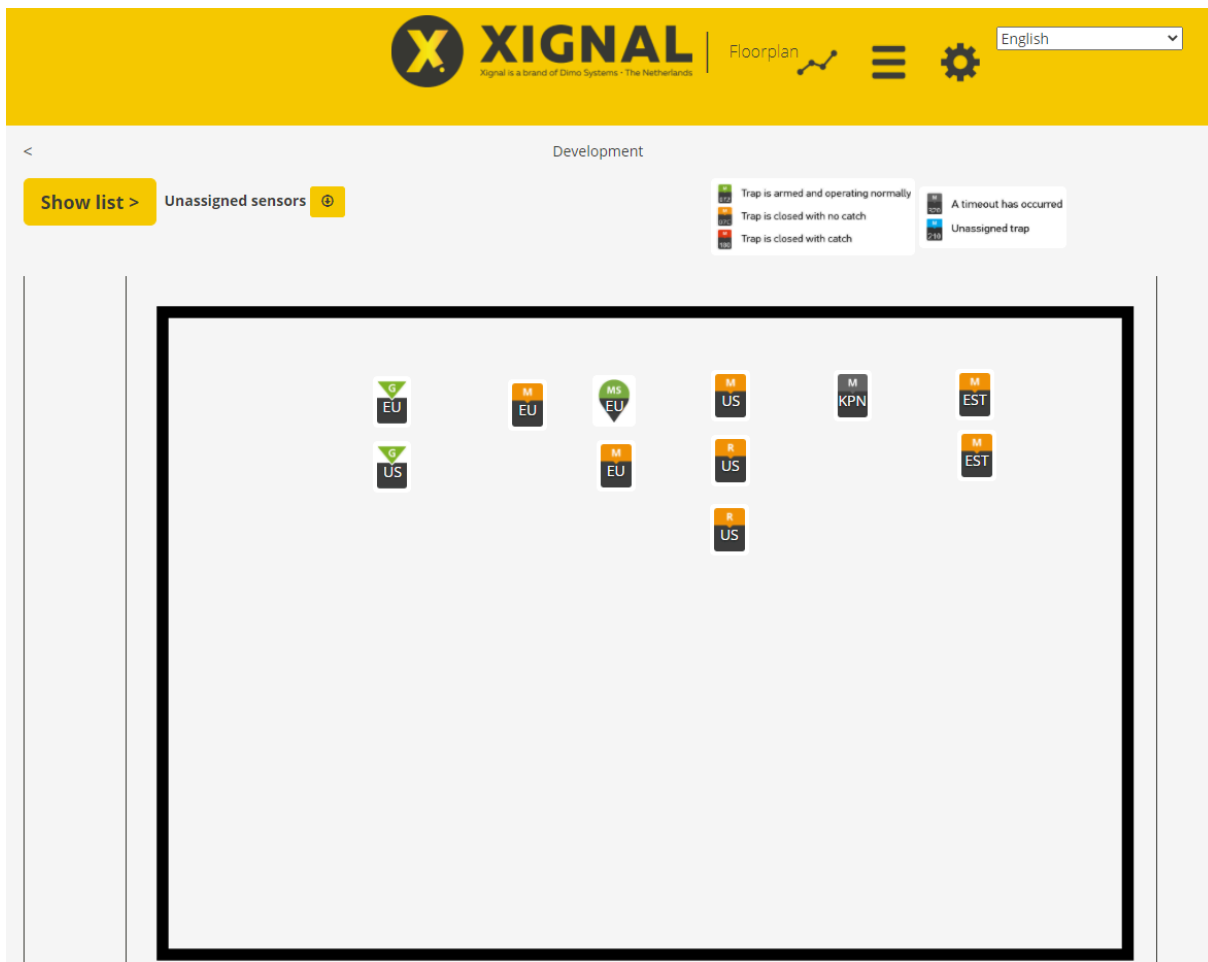 X
XIGNAL
Xignal is a brand of Dimo Systems - The Netherlands
Floorplan
English
<
Development
Show list >
Unassigned sensors
Trap is armed and operating normally
Trap is closed with no catch
Trap is closed with catch
M
A timeout has occurred
M
Unassigned trap
G
EU
M
EU
MS
EU
M
US
M
KPN
M
EST
G
US
M
EU
R
US
M
EST
R
US